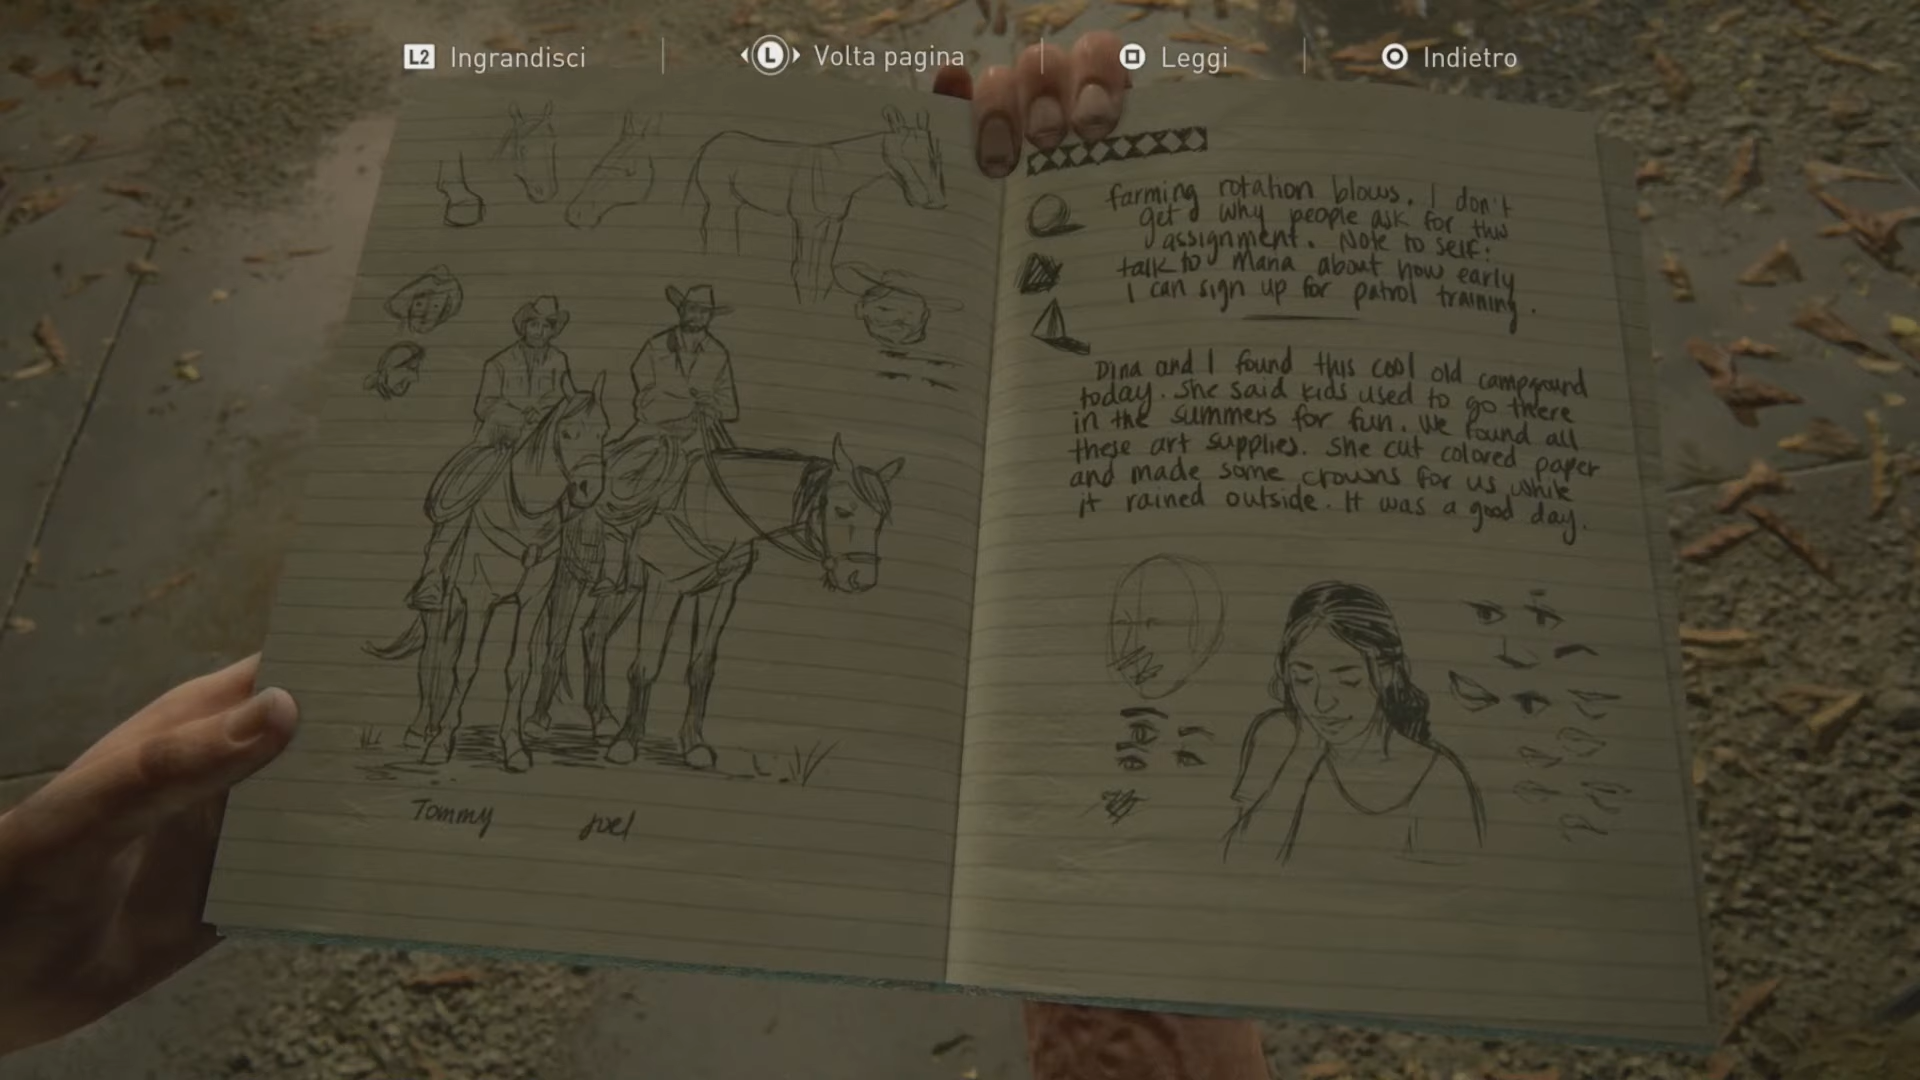 L2 Ingrandisci
L Volta pagina
Leggi
Indietro
Tommy
Joel
farming rotation blows. I don't
get why people ask for this
assignment. Note to self:
talk to Maria about how early
I can sign up for patrol training.
Dina and I found this cool old campground
today. She said kids used to go there
in the summers for fun. We found all
these art supplies. She cut colored paper
and made some crowns for us while
it rained outside. It was a good day.